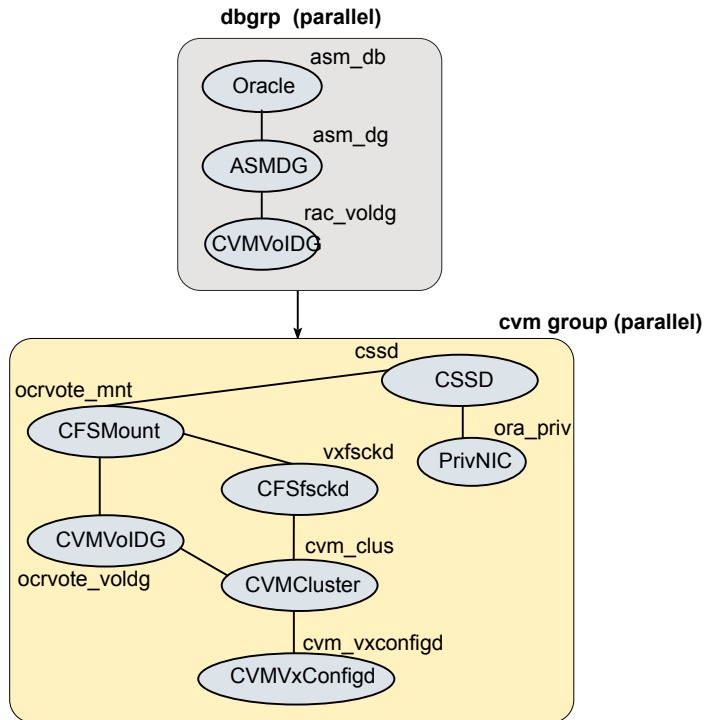 dbgrp (parallel)
asm_db
Oracle
asm_dg
ASMDG
rac_voldg
CVMVolDG
cvm group (parallel)
cssd
CSSD
ocrvote_mnt
CFSMount
ora_priv
PrivNIC
vxfsckd
CFSfsckd
CVMVolDG
cvm_clus
ocrvote_voldg
CVMCluster
cvm_vxconfigd
CVMVxConfigd